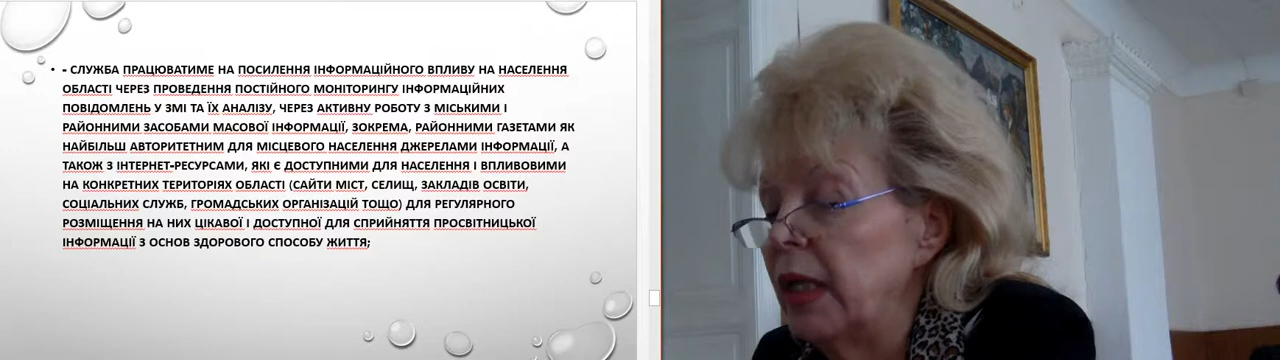 - СЛУЖБА ПРАЦЮВАТИМЕ НА ПОСИЛЕННЯ ІНФОРМАЦІЙНОГО ВПЛИВУ НА НАСЕЛЕННЯ
ОБЛАСТІ ЧЕРЕЗ ПРОВЕДЕННЯ ПОСТІЙНОГО МОНІТОРИНГУ ІНФОРМАЦІЙНИХ
ПОВІДОМЛЕНЬ У ЗМІ ТА ЇХ АНАЛІЗУ, ЧЕРЕЗ АКТИВНУ РОБОТУ З МІСЬКИМИ І
РАЙОННИМИ ЗАСОБАМИ МАСОВОЇ ІНФОРМАЦІЇ, ЗОКРЕМА, РАЙОННИМИ ГАЗЕТАМИ ЯК
НАЙБІЛЬШ АВТОРИТЕТНИМ ДЛЯ МІСЦЕВОГО НАСЕЛЕННЯ ДЖЕРЕЛАМИ ІНФОРМАЦІЇ, А
ТАКОЖ З ІНТЕРНЕТ-РЕСУРСАМИ, ЯКІ Є ДОСТУПНИМИ ДЛЯ НАСЕЛЕННЯ І ВПЛИВОВИМИ
НА КОНКРЕТНИХ ТЕРИТОРІЯХ ОБЛАСТІ (САЙТИ МІСТ, СЕЛИЩ, ЗАКЛАДІВ ОСВІТИ,
СОЦІАЛЬНИХ СЛУЖБ, ГРОМАДСЬКИХ ОРГАНІЗАЦІЙ ТОЩО) ДЛЯ РЕГУЛЯРНОГО
РОЗМІЩЕННЯ НА НИХ ЦІКАВОЇ І ДОСТУПНОЇ ДЛЯ СПРИЙНЯТТЯ ПРОСВІТНИЦЬКОЇ
ІНФОРМАЦІЇ З ОСНОВ ЗДОРОВОГО СПОСОБУ ЖИТТЯ;